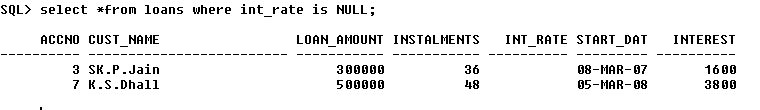 SQL> select *from loans where int_rate is NULL;
ACCNO CUST_NAME LOAN_AMOUNT INSTALMENTS INT_RATE START_DAT INTEREST
---------- -------------------- ----------- ----------- ---------- --------- ----------
3 SK.P.Jain 300000 36 08-MAR-07 1600
7 K.S.Dhall 500000 48 05-MAR-08 3800